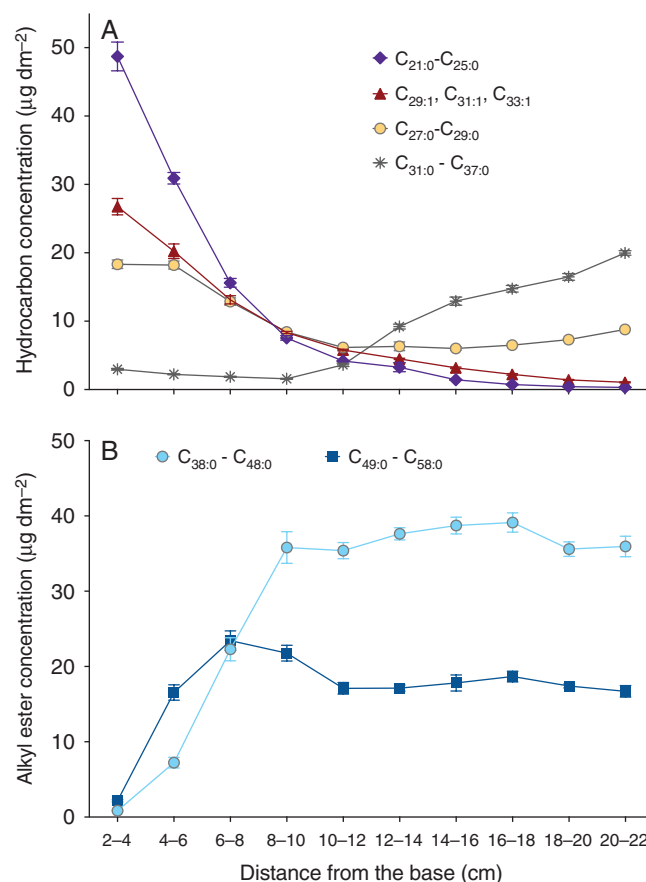 A
C21:0-C25:0
C29:1, C31:1, C33:1
C27:0-C29:0
C31:0 - C37:0
Hydrocarbon concentration (µg dm−2)
50
40
30
20
10
0
B
C38:0 - C48:0
C49:0 - C58:0
Alkyl ester concentration (µg dm−2)
50
40
30
20
10
0
2–4 4–6 6–8 8–10 10–12 12–14 14–16 16–18 18–20 20–22
Distance from the base (cm)